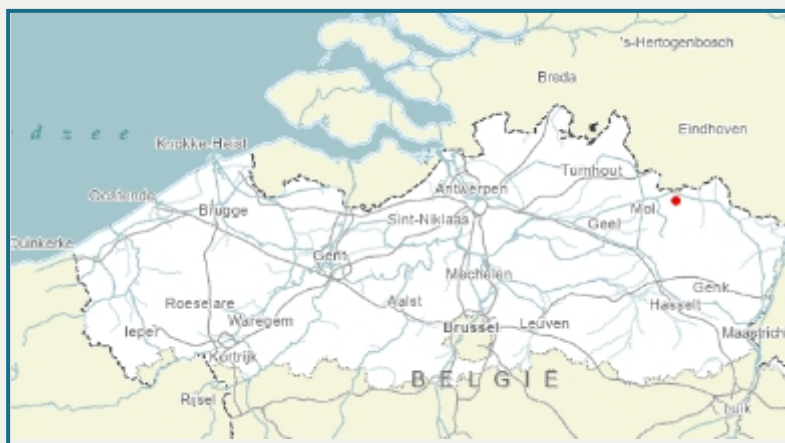 's-Hertogenbosch
Breda
d z e e
Eindhoven
Knokke-Heist
Turnhout
Oostende
Antwerpen
Brugge
Mol
Sint-Niklaas
Geel
Duinkerke
Gent
Mechelen
Genk
Roeselare
Aalst
Hasselt
Waregem
Brussel
Leuven
Ieper
Maastrich
Kortrijk
BELGIË
Rijsel
Luik